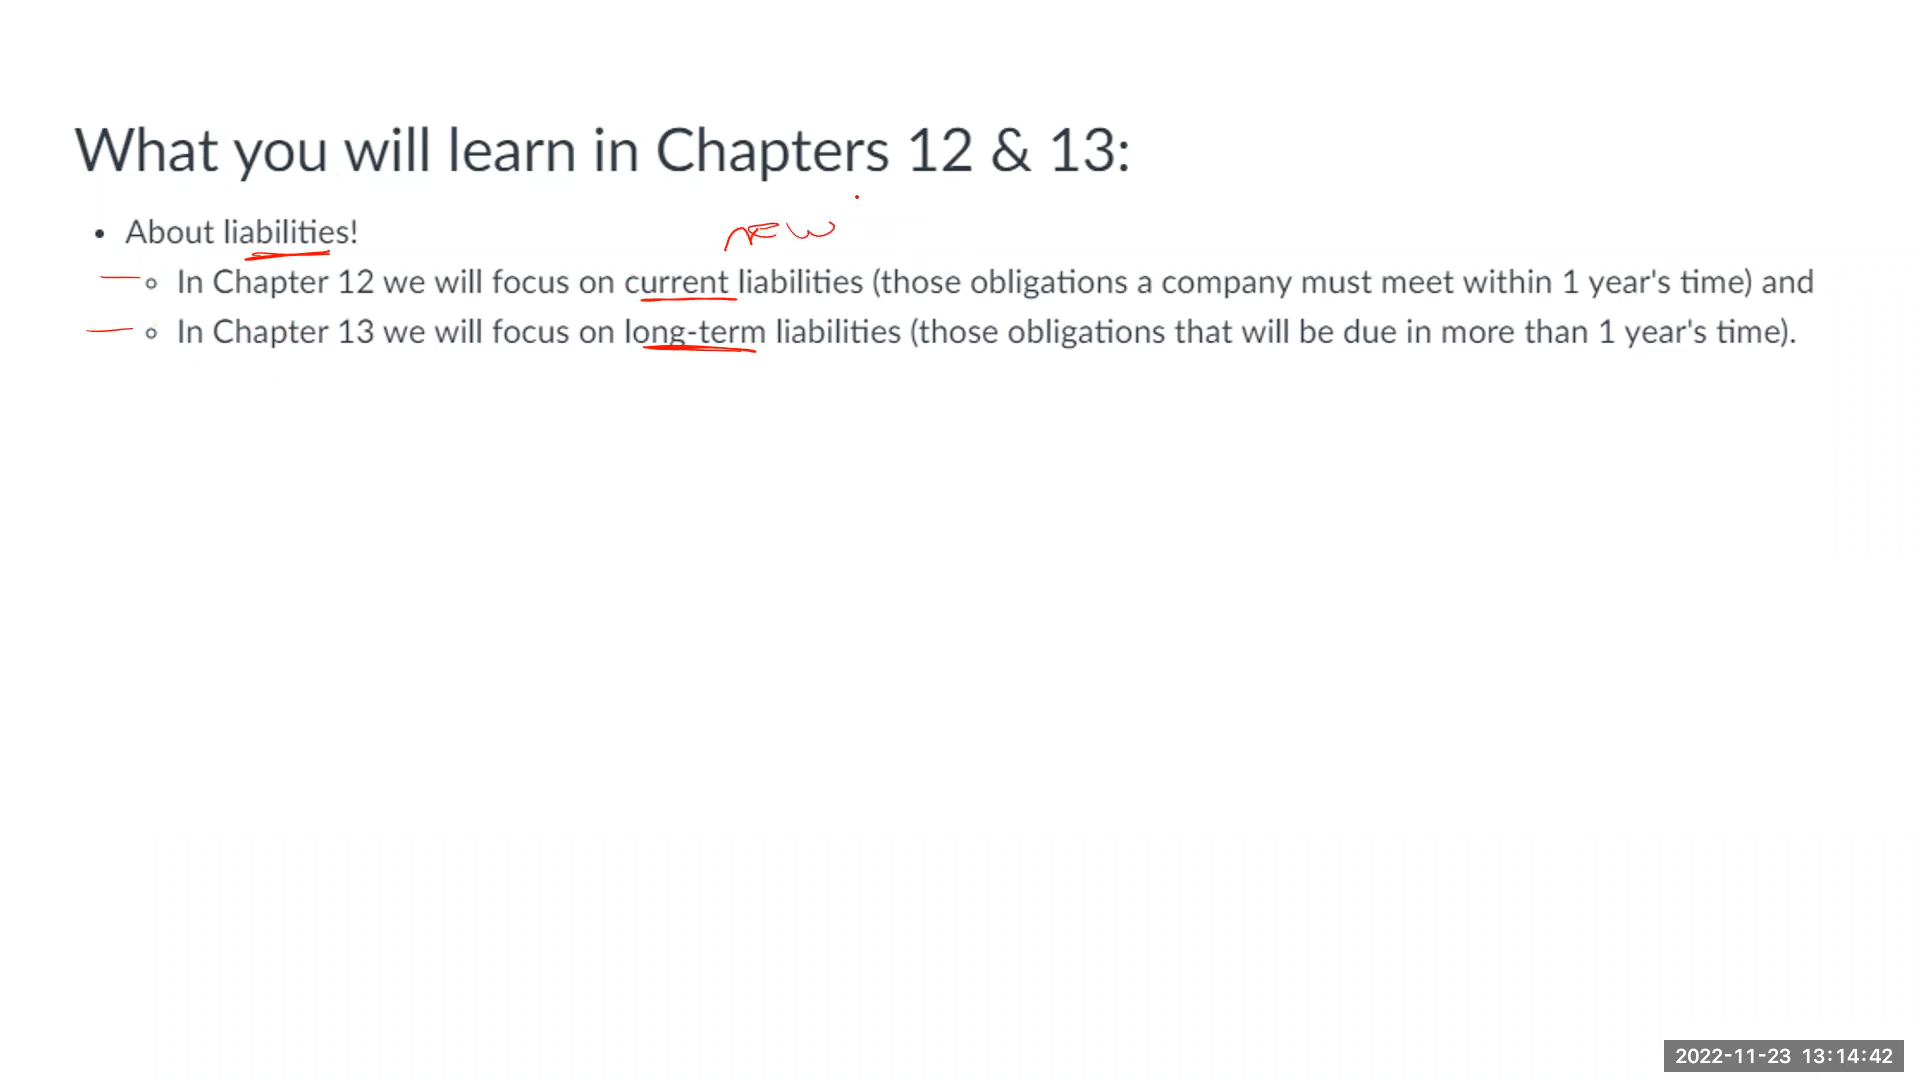 What you will learn in Chapters 12 & 13:
• About liabilities!
NEW
◦ In Chapter 12 we will focus on current liabilities (those obligations a company must meet within 1 year's time) and
◦ In Chapter 13 we will focus on long-term liabilities (those obligations that will be due in more than 1 year's time).
2022-11-23 13:14:42